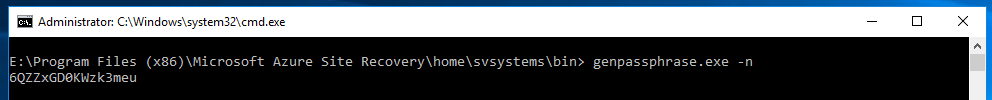 Administrator: C:\Windows\system32\cmd.exe
E:\Program Files (x86)\Microsoft Azure Site Recovery\home\svsystems\bin> genpassphrase.exe -n
6QZZxGD0KWzk3meu